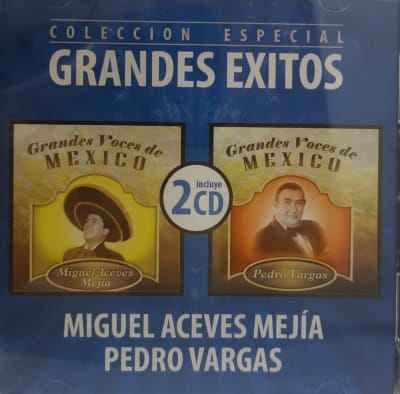 COLECCION ESPECIAL
GRANDES EXITOS
Grandes Voces de
MEXICO
Miguel Aceves
Mejía
incluye
2CD
Grandes Voces de
MEXICO
Pedro Vargas
MIGUEL ACEVES MEJÍA
PEDRO VARGAS